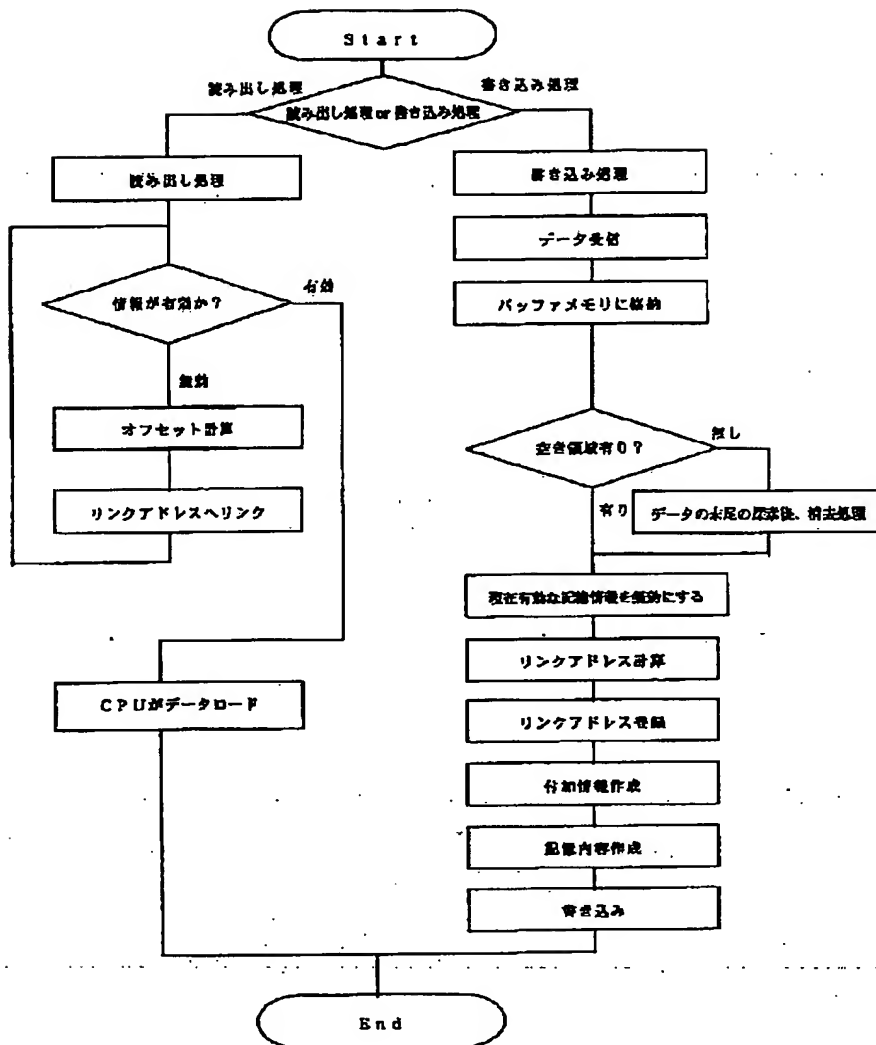 Start
読み出し処理
書き込み処理
読み出し処理or書き込み処理
読み出し処理
書き込み処理
データ受信
情報が有効か?
有効
バッファメモリに格納
無効
オフセット計算
空き領域有り?
無し
リンクアドレスへリンク
有り
データの末尾の探索後、消去処理
現在有効な記憶情報を無効にする
リンクアドレス計算
CPUがデータロード
リンクアドレス登録
付加情報作成
記憶内容作成
書き込み
End